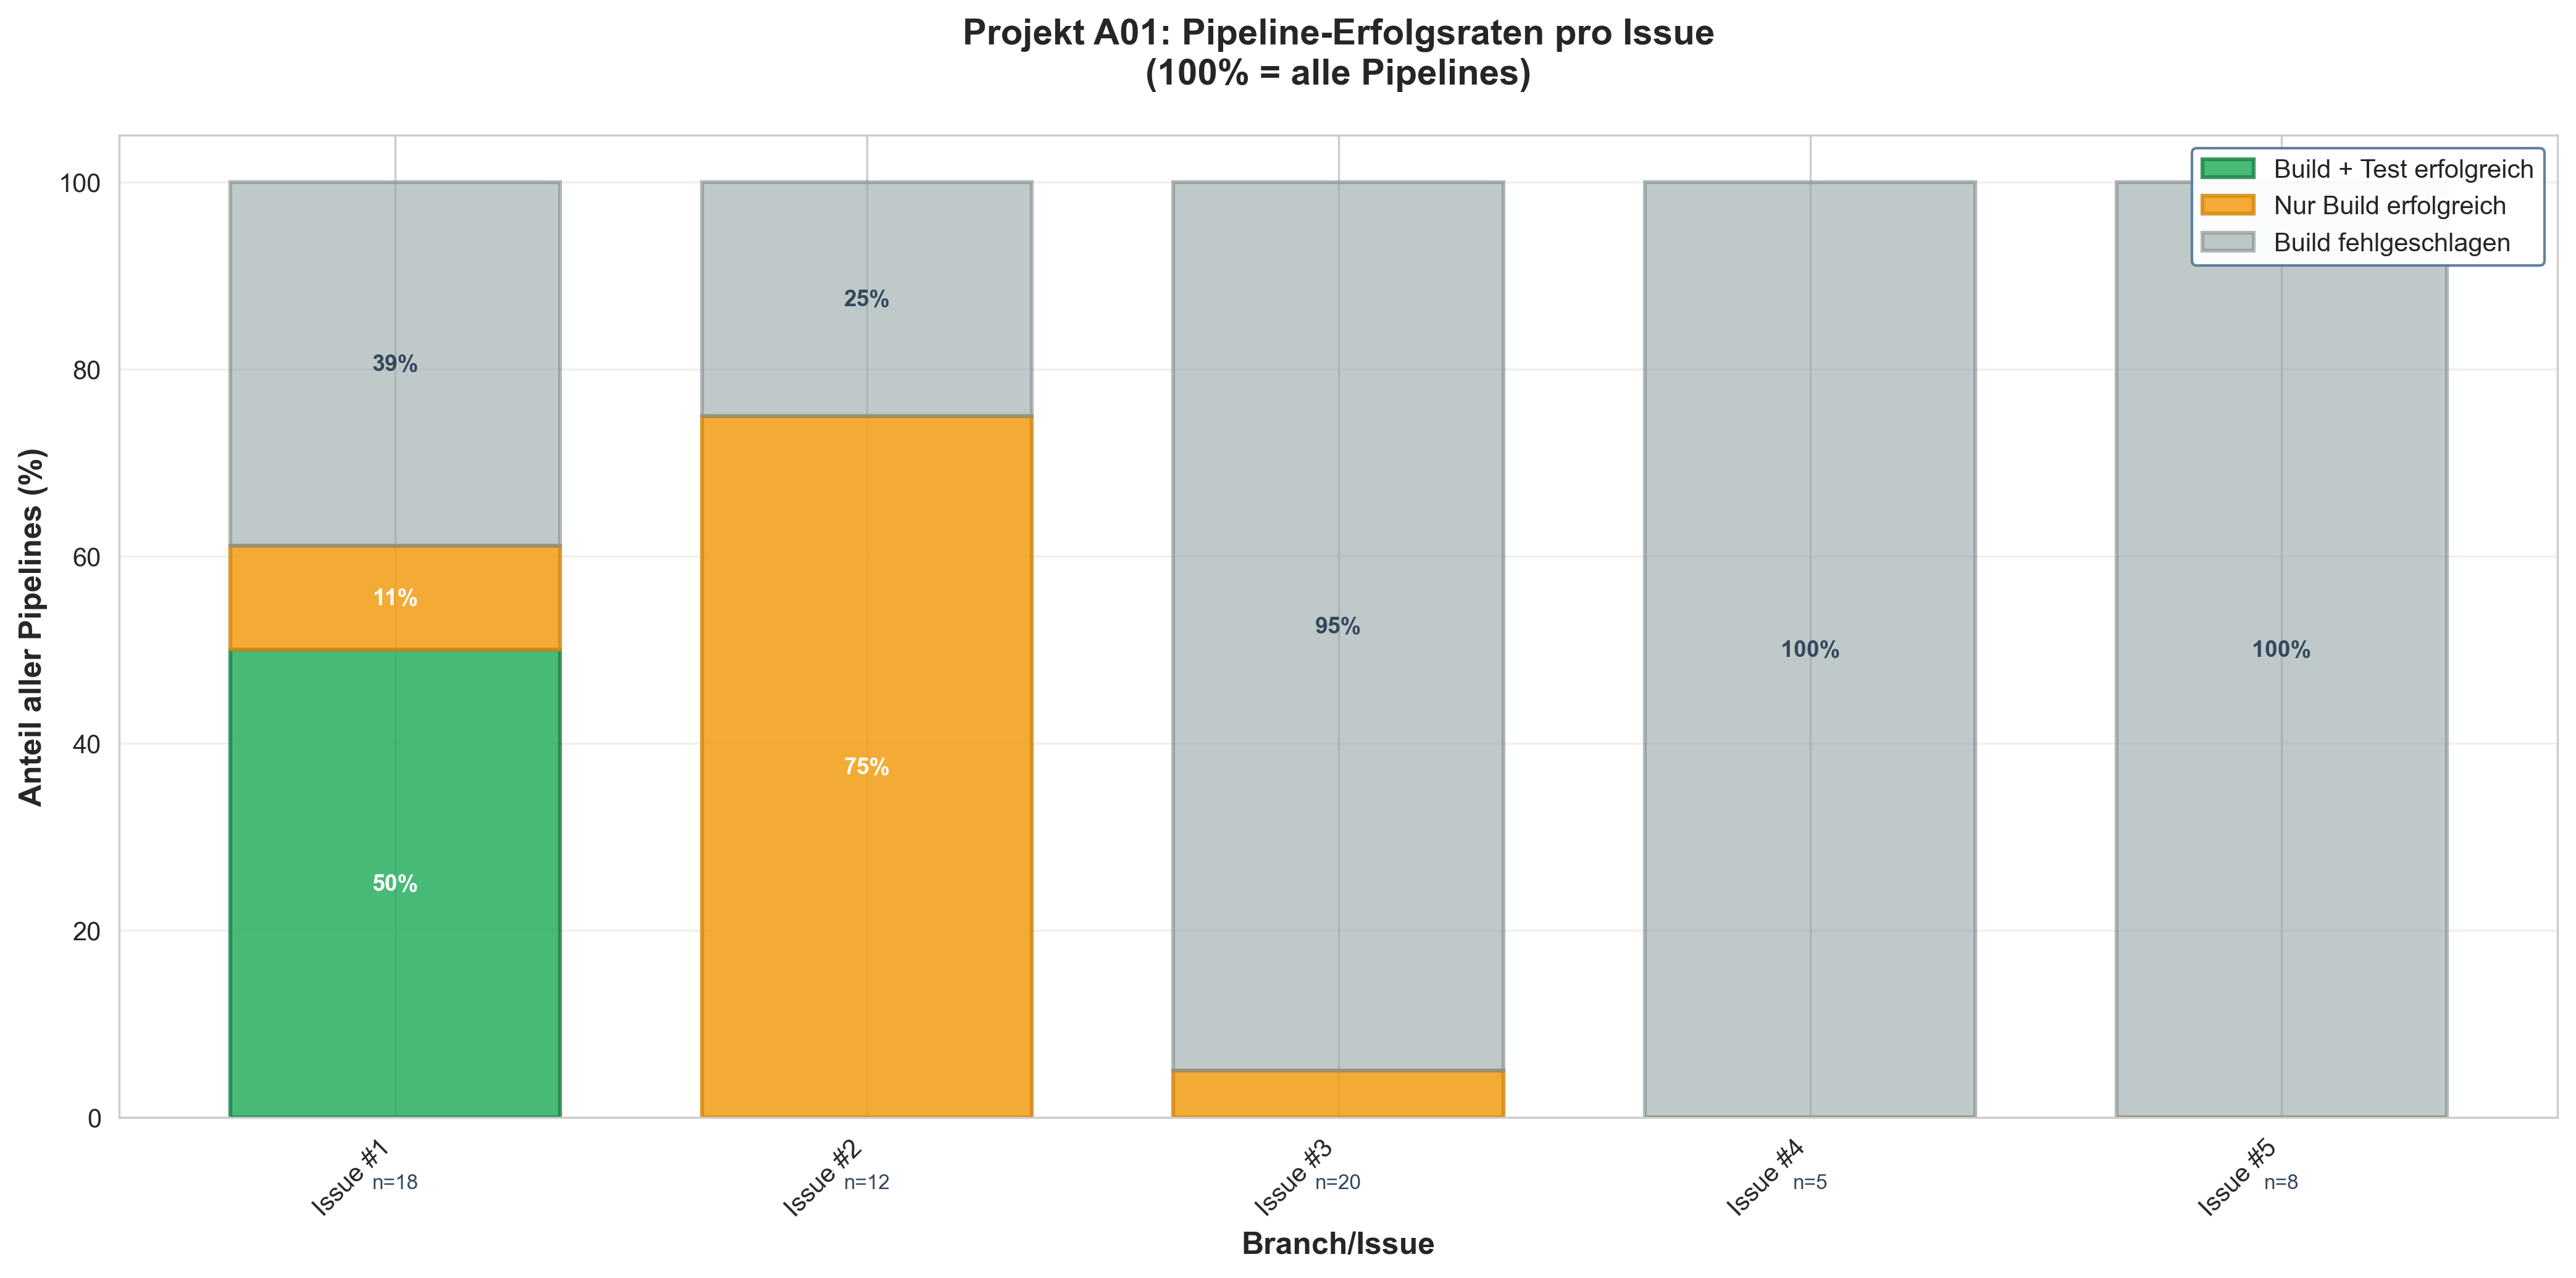 Projekt A01: Pipeline-Erfolgsraten pro Issue
(100% = alle Pipelines)
Build + Test erfolgreich
Nur Build erfolgreich
Build fehlgeschlagen
Anteil aller Pipelines (%)
100
80
60
40
20
0
39%
11%
50%
25%
75%
95%
100%
100%
Issue #1
n=18
Issue #2
n=12
Issue #3
n=20
Issue #4
n=5
Issue #5
n=8
Branch/Issue